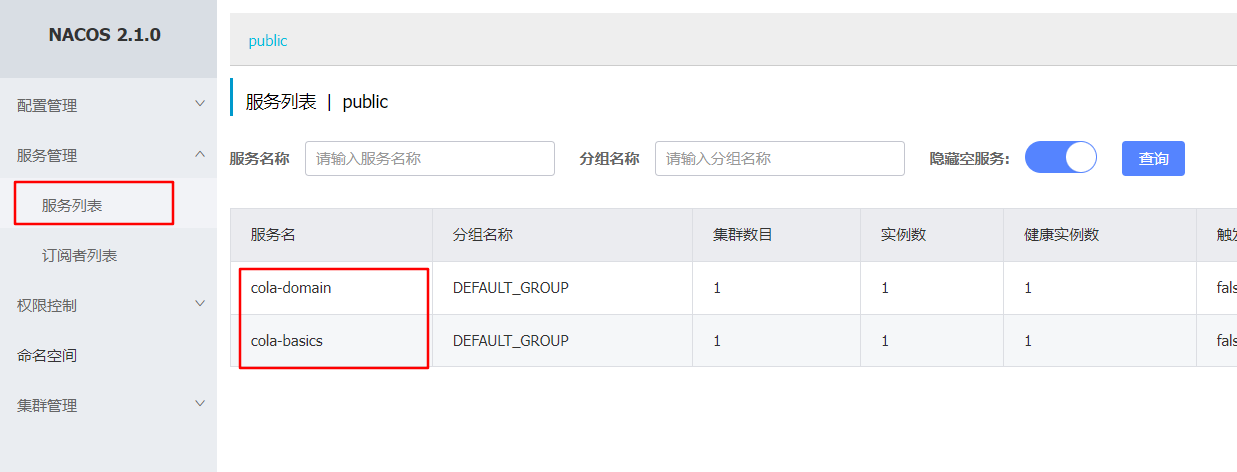 NACOS 2.1.0
配置管理
服务管理
服务列表
订阅者列表
权限控制
命名空间
集群管理
public
服务列表 | public
服务名称 请输入服务名称 分组名称 请输入分组名称 隐藏空服务: 查询
服务名 分组名称 集群数目 实例数 健康实例数 触发
cola-domain DEFAULT_GROUP 1 1 1 fals
cola-basics DEFAULT_GROUP 1 1 1 fals